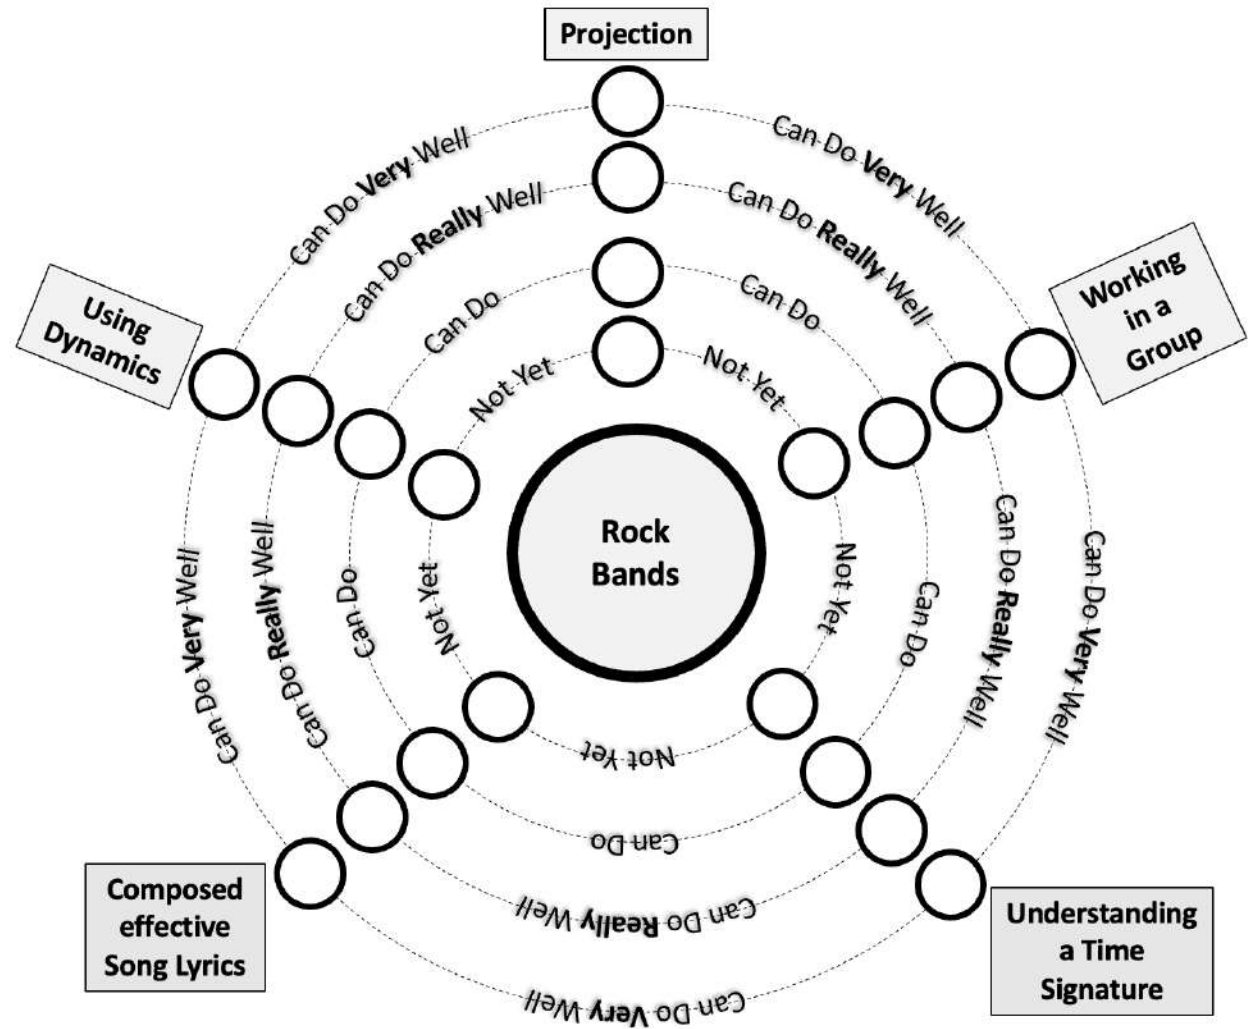 Projection
Can Do Very Well
Can Do Very Well
Can Do Really Well
Can Do Really Well
Can Do
Can Do
Not Yet
Not Yet
Using
Dynamics
Working
in a
Group
Rock
Bands
Can Do Very Well
Can Do Really Well
Can Do
Not Yet
Not Yet
Can Do
Can Do Really Well
Can Do Very Well
Not Yet
Can Do
Can Do Really Well
Can Do Very Well
Composed
effective
Song Lyrics
Understanding
a Time
Signature